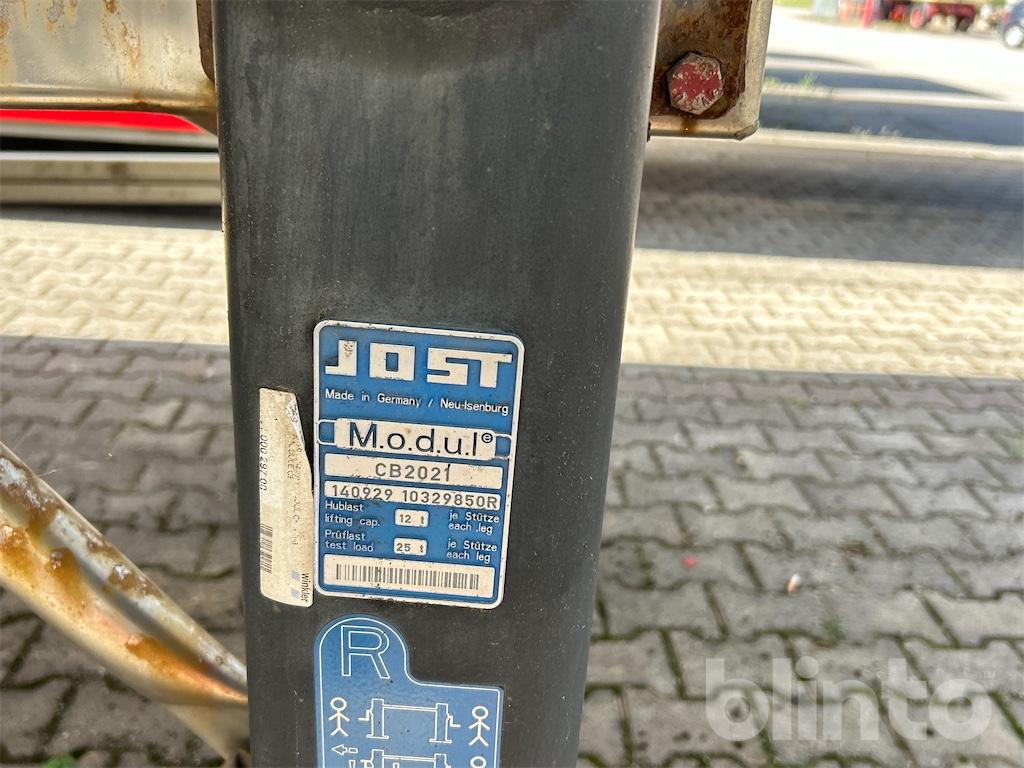 JOST
Made in Germany / Neu-Isenburg
M.o.d.u.l®
CB2021
140929 10329850R
Hublast
lifting cap. 12 t je Stütze
each leg
Prüflast
test load 25 t je Stütze
each leg
winkler
R
blinto